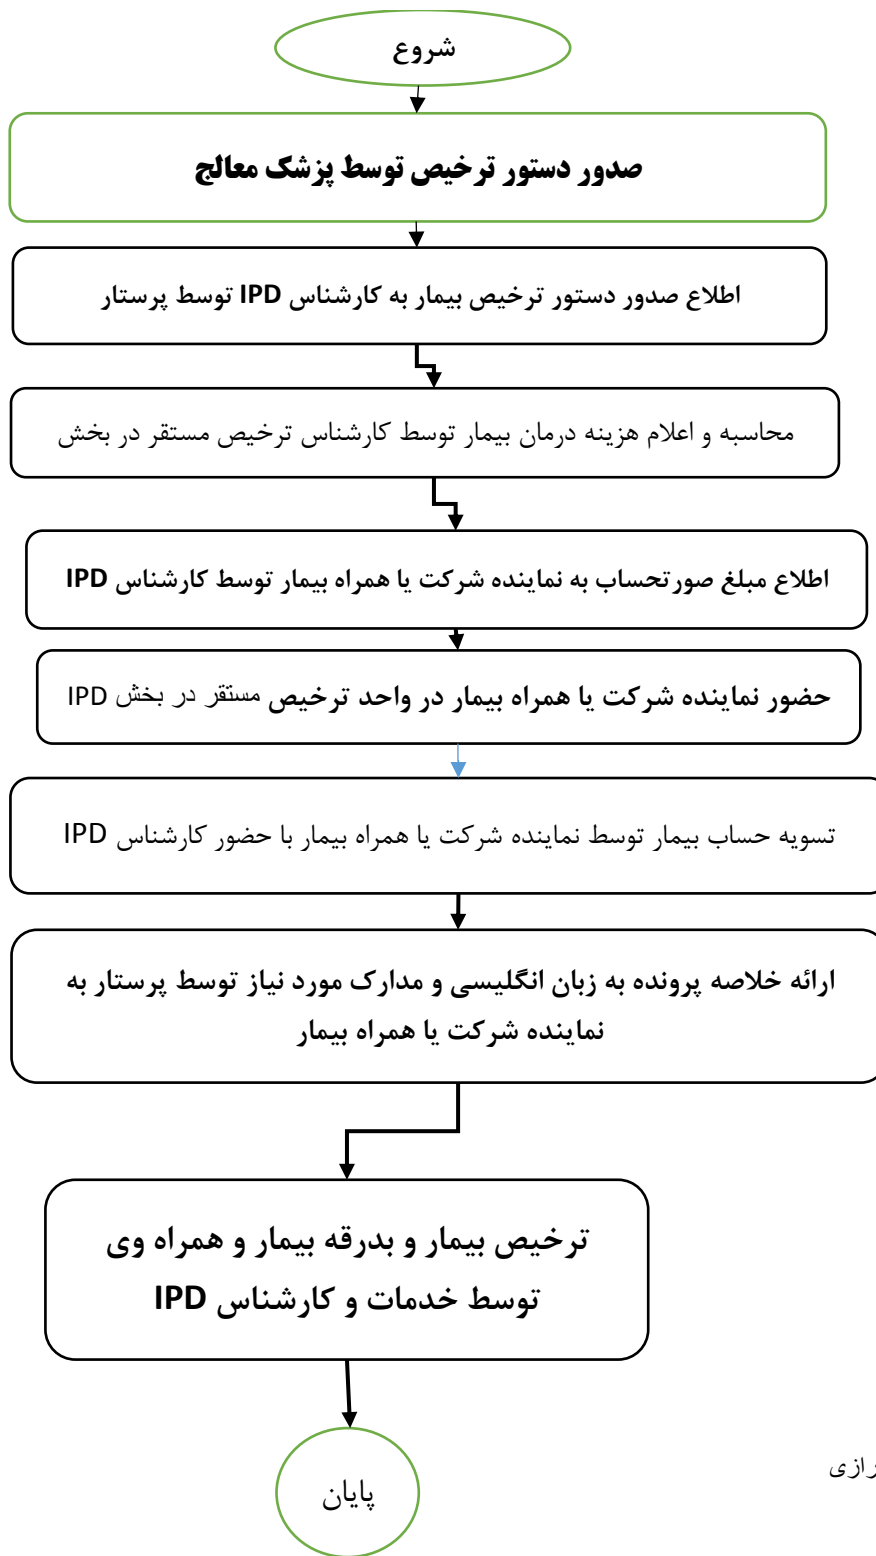 شروع
صدور دستور ترخیص توسط پزشک معالج
اطلاع صدور دستور ترخیص بیمار به کارشناس IPD توسط پرستار
محاسبه و اعلام هزینه درمان بیمار توسط کارشناس ترخیص مستقر در بخش
اطلاع مبلغ صورتحساب به نماینده شرکت یا همراه بیمار توسط کارشناس IPD
حضور نماینده شرکت یا همراه بیمار در واحد ترخیص مستقر در بخش IPD
تسویه حساب بیمار توسط نماینده شرکت یا همراه بیمار با حضور کارشناس IPD
ارائه خلاصه پرونده به زبان انگلیسی و مدارک مورد نیاز توسط پرستار به
نماینده شرکت یا همراه بیمار
ترخیص بیمار و بدرقه بیمار و همراه وی
توسط خدمات و کارشناس IPD
رازی
پایان